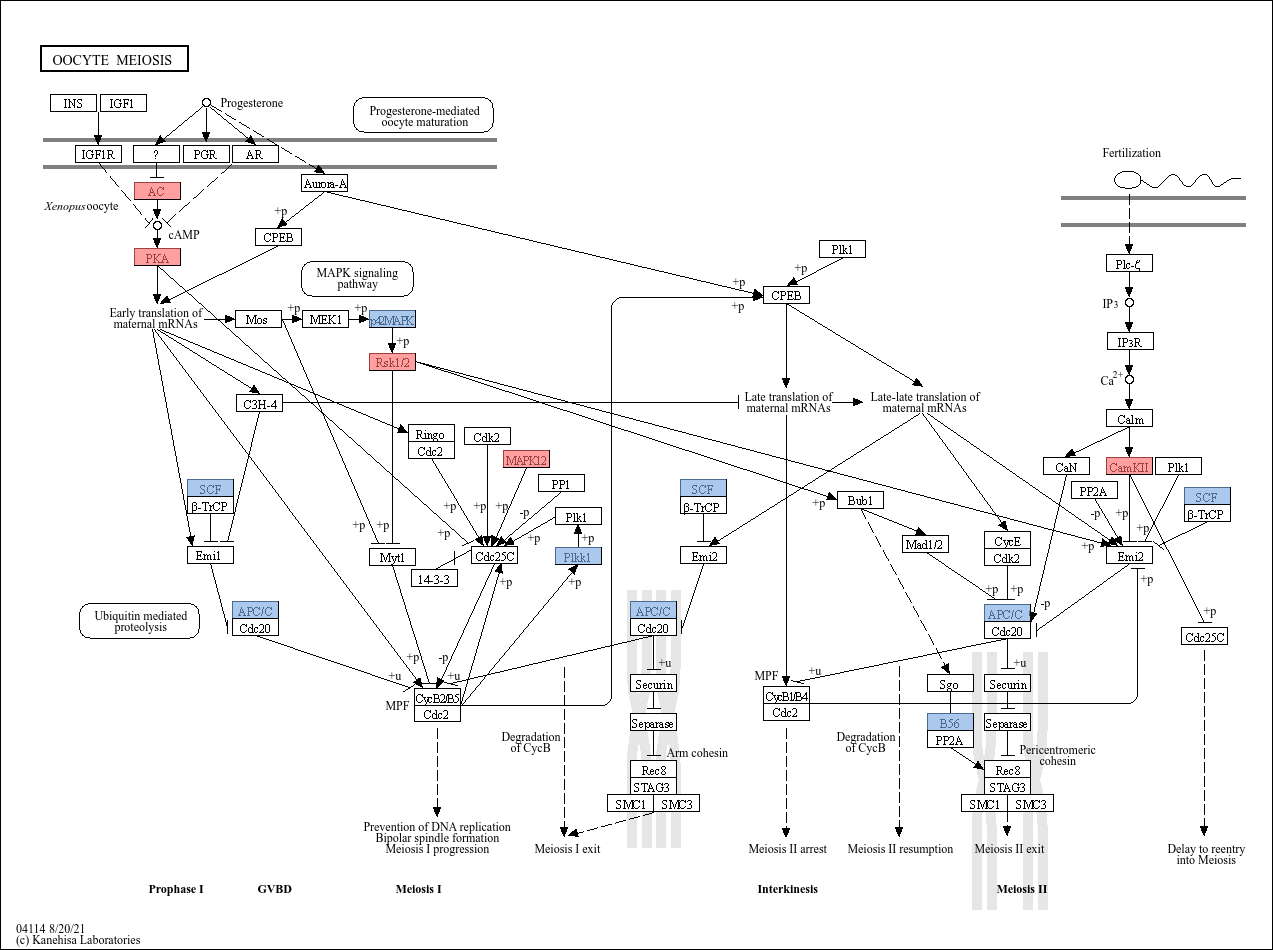 OOCYTE MEIOSIS
INS
IGF1
Progesterone
Progesterone-mediated
oocyte maturation
IGF1R
?
PGR
AR
Fertilization
Aurora-A
AC
Xenopus oocyte
+p
cAMP
CPEB
PKA
Plk1
Plc-ζ
MAPK signaling
pathway
+p
+p
CPEB
+p
IP3
Early translation of
maternal mRNAs
Mos
+p
MEK1
+p
p42MAPK
+p
IP3R
Rsk1/2
Ca2+
C3H-4
Late translation of
maternal mRNAs
Late-late translation of
maternal mRNAs
Calm
Ringo
Cdc2
Cdk2
MAPK12
CaN
CamKII
Plk1
SCF
β-TrCP
PP1
SCF
β-TrCP
Bub1
+p
PP2A
SCF
β-TrCP
+p
+p
+p
+p
-p
+p
+p
+p
Plk1
+p
-p
+p
+p
+p
Emi1
Myt1
Cdc25C
Plkk1
Emi2
Mad1/2
CycE
Cdk2
Emi2
14-3-3
+p
+p
+p
+p
+p
Ubiquitin mediated
proteolysis
APC/C
Cdc20
APC/C
Cdc20
APC/C
Cdc20
-p
+p
Cdc25C
+p
-p
+u
+u
+u
+u
+u
MPF
CycB2/B5
Cdc2
Securin
MPF
CycB1/B4
Cdc2
Sgo
Securin
Separase
B56
PP2A
Separase
Degradation
of CycB
Arm cohesin
Degradation
of CycB
Pericentromeric
cohesin
Rec8
STAG3
SMC1
SMC3
Rec8
STAG3
SMC1
SMC3
Prevention of DNA replication
Bipolar spindle formation
Meiosis I progression
Meiosis I exit
Meiosis II arrest
Meiosis II resumption
Meiosis II exit
Delay to reentry
into Meiosis
Prophase I
GVBD
Meiosis I
Interkinesis
Meiosis II
04114 8/20/21
(c) Kanehisa Laboratories